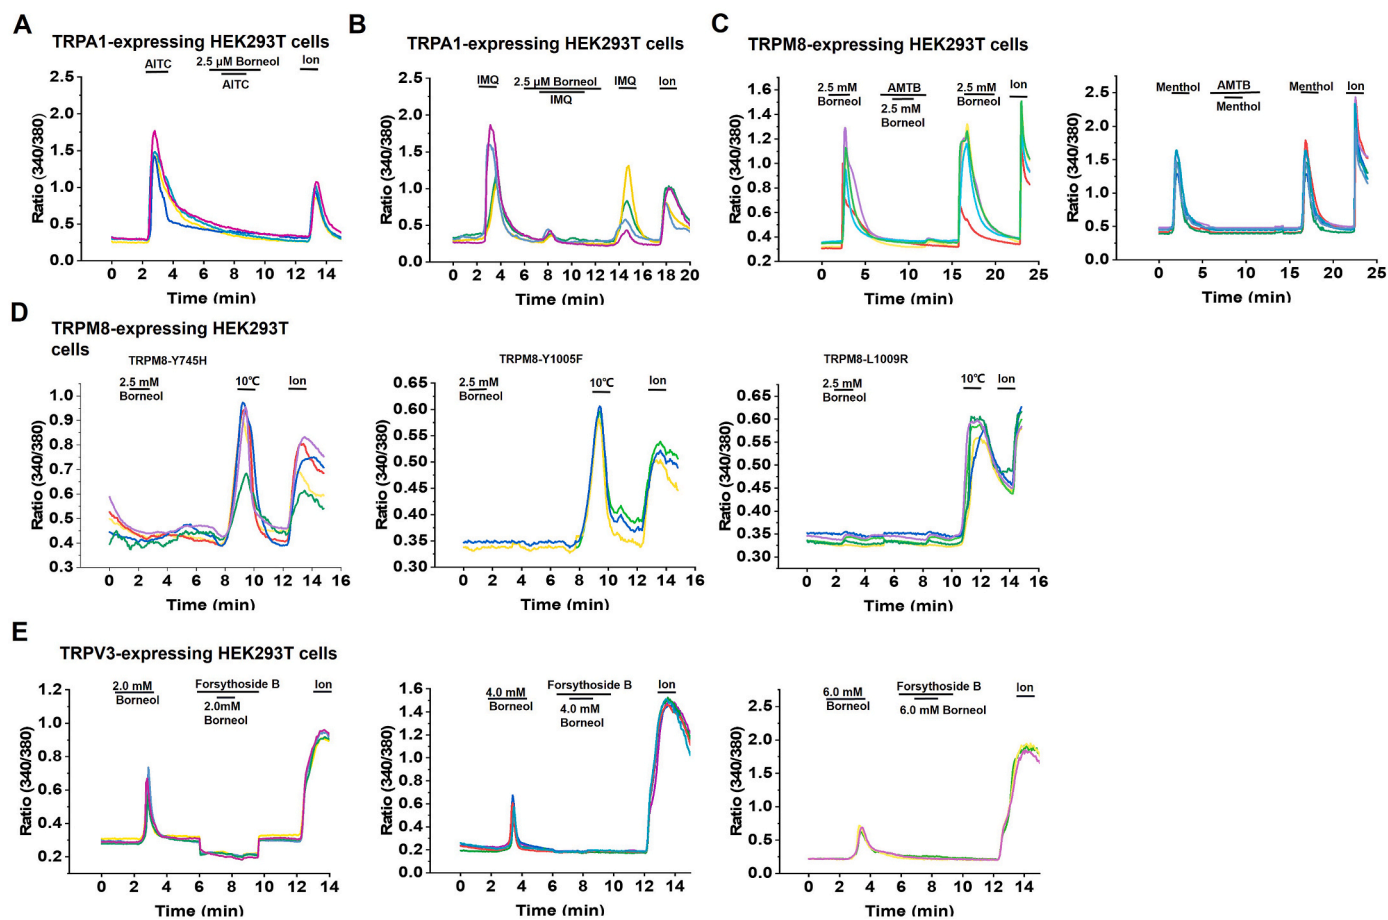 A
TRPA1-expressing HEK293T cells
AITC
2.5 µM Borneol
AITC
Ion
Ratio (340/380)
2.5
2.0
1.5
1.0
0.5
0.0
0 2 4 6 8 10 12 14
Time (min)
B
TRPA1-expressing HEK293T cells
IMQ
2.5 µM Borneol
IMQ
IMQ
Ion
Ratio (340/380)
2.5
2.0
1.5
1.0
0.5
0.0
0 2 4 6 8 10 12 14 16 18 20
Time (min)
C
TRPM8-expressing HEK293T cells
2.5 mM
Borneol
AMTB
2.5 mM
Borneol
2.5 mM
Borneol
Ion
Ratio (340/380)
1.6
1.4
1.2
1.0
0.8
0.6
0.4
0.2
0 5 10 15 20 25
Time (min)
Menthol
AMTB
Menthol
Menthol
Ion
Ratio (340/380)
2.5
2.0
1.5
1.0
0.5
0.0
0 5 10 15 20 25
Time (min)
D
TRPM8-expressing HEK293T
cells
TRPM8-Y745H
2.5 mM
Borneol
10℃
Ion
Ratio (340/380)
1.0
0.9
0.8
0.7
0.6
0.5
0.4
0.3
0 2 4 6 8 10 12 14 16
Time (min)
TRPM8-Y1005F
2.5 mM
Borneol
10℃
Ion
Ratio (340/380)
0.65
0.60
0.55
0.50
0.45
0.40
0.35
0.30
0 2 4 6 8 10 12 14 16
Time (min)
TRPM8-L1009R
2.5 mM
Borneol
10℃
Ion
Ratio (340/380)
0.65
0.60
0.55
0.50
0.45
0.40
0.35
0.30
0 2 4 6 8 10 12 14 16
Time (min)
E
TRPV3-expressing HEK293T cells
2.0 mM
Borneol
Forsythoside B
2.0mM
Borneol
Ion
Ratio (340/380)
1.2
1.0
0.8
0.6
0.4
0.2
0 2 4 6 8 10 12 14
Time (min)
4.0 mM
Borneol
Forsythoside B
4.0 mM
Borneol
Ion
Ratio (340/380)
1.6
1.4
1.2
1.0
0.8
0.6
0.4
0.2
0.0
0 2 4 6 8 10 12 14
Time (min)
6.0 mM
Borneol
Forsythoside B
6.0 mM Borneol
Ion
Ratio (340/380)
2.5
2.0
1.5
1.0
0.5
0.0
0 2 4 6 8 10 12 14
Time (min)